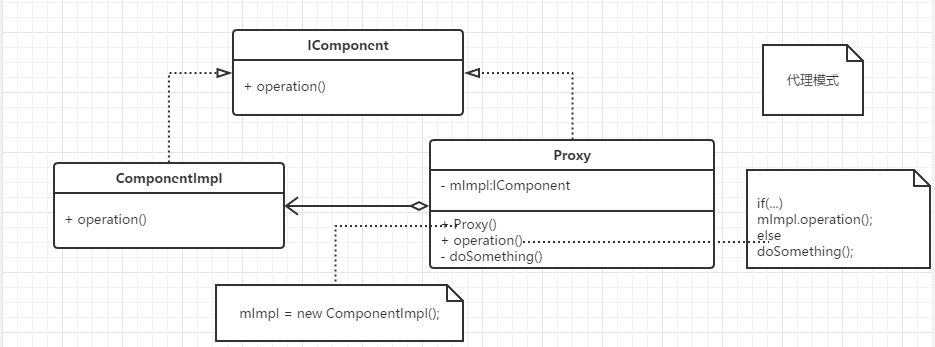 IComponent
+ operation()
代理模式
ComponentImpl
+ operation()
Proxy
- mImpl:IComponent
+ Proxy()
+ operation()
- doSomething()
if(...)
mImpl.operation();
else
doSomething();
mImpl = new ComponentImpl();